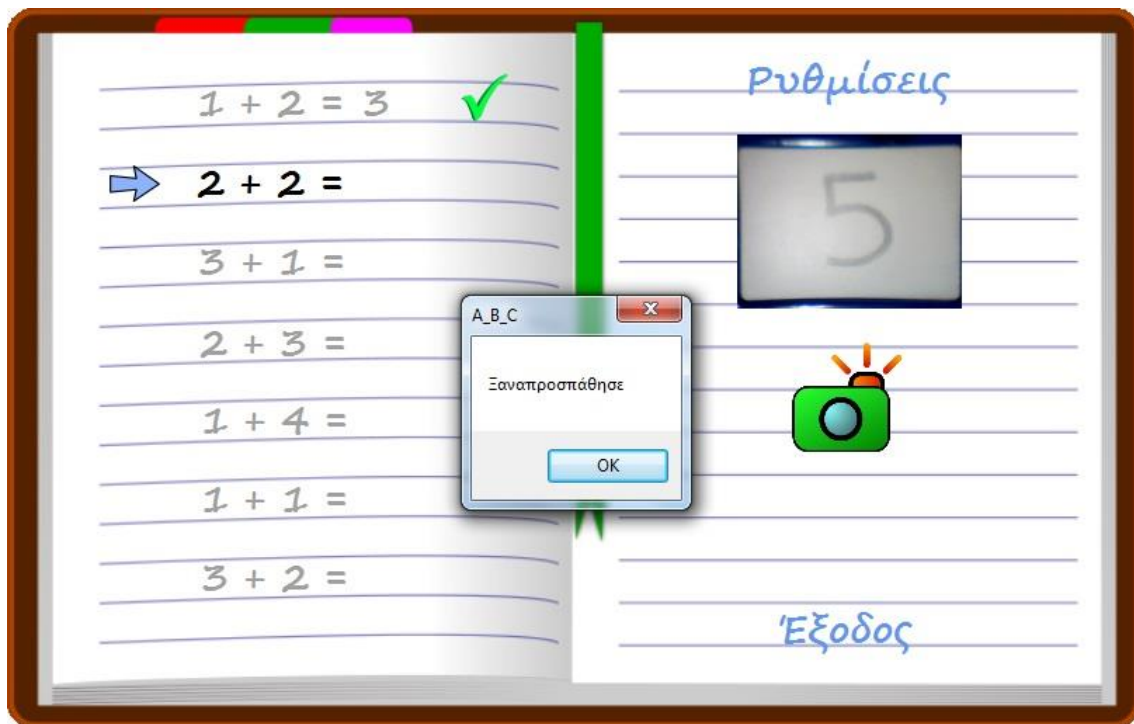 1 + 2 = 3
2 + 2 =
3 + 1 =
2 + 3 =
1 + 4 =
1 + 1 =
3 + 2 =
Ρυθμίσεις
5
A_B_C
Ξαναπροσπάθησε
OK
Έξοδος